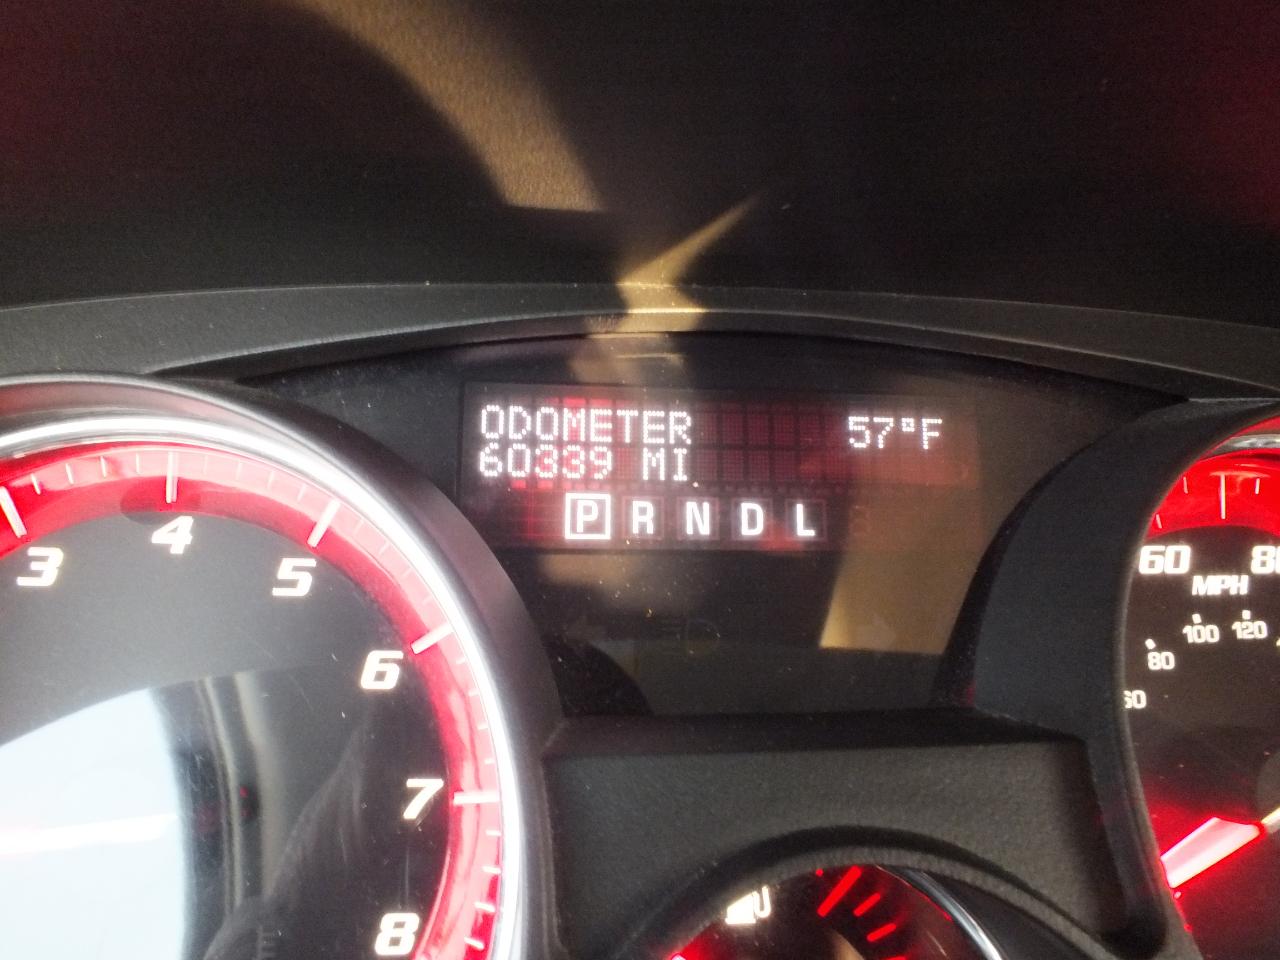 ODOMETER 57°F
60339 MI
P R N D L
3 4 5 6 7 8
60 80
MPH
80 100 120